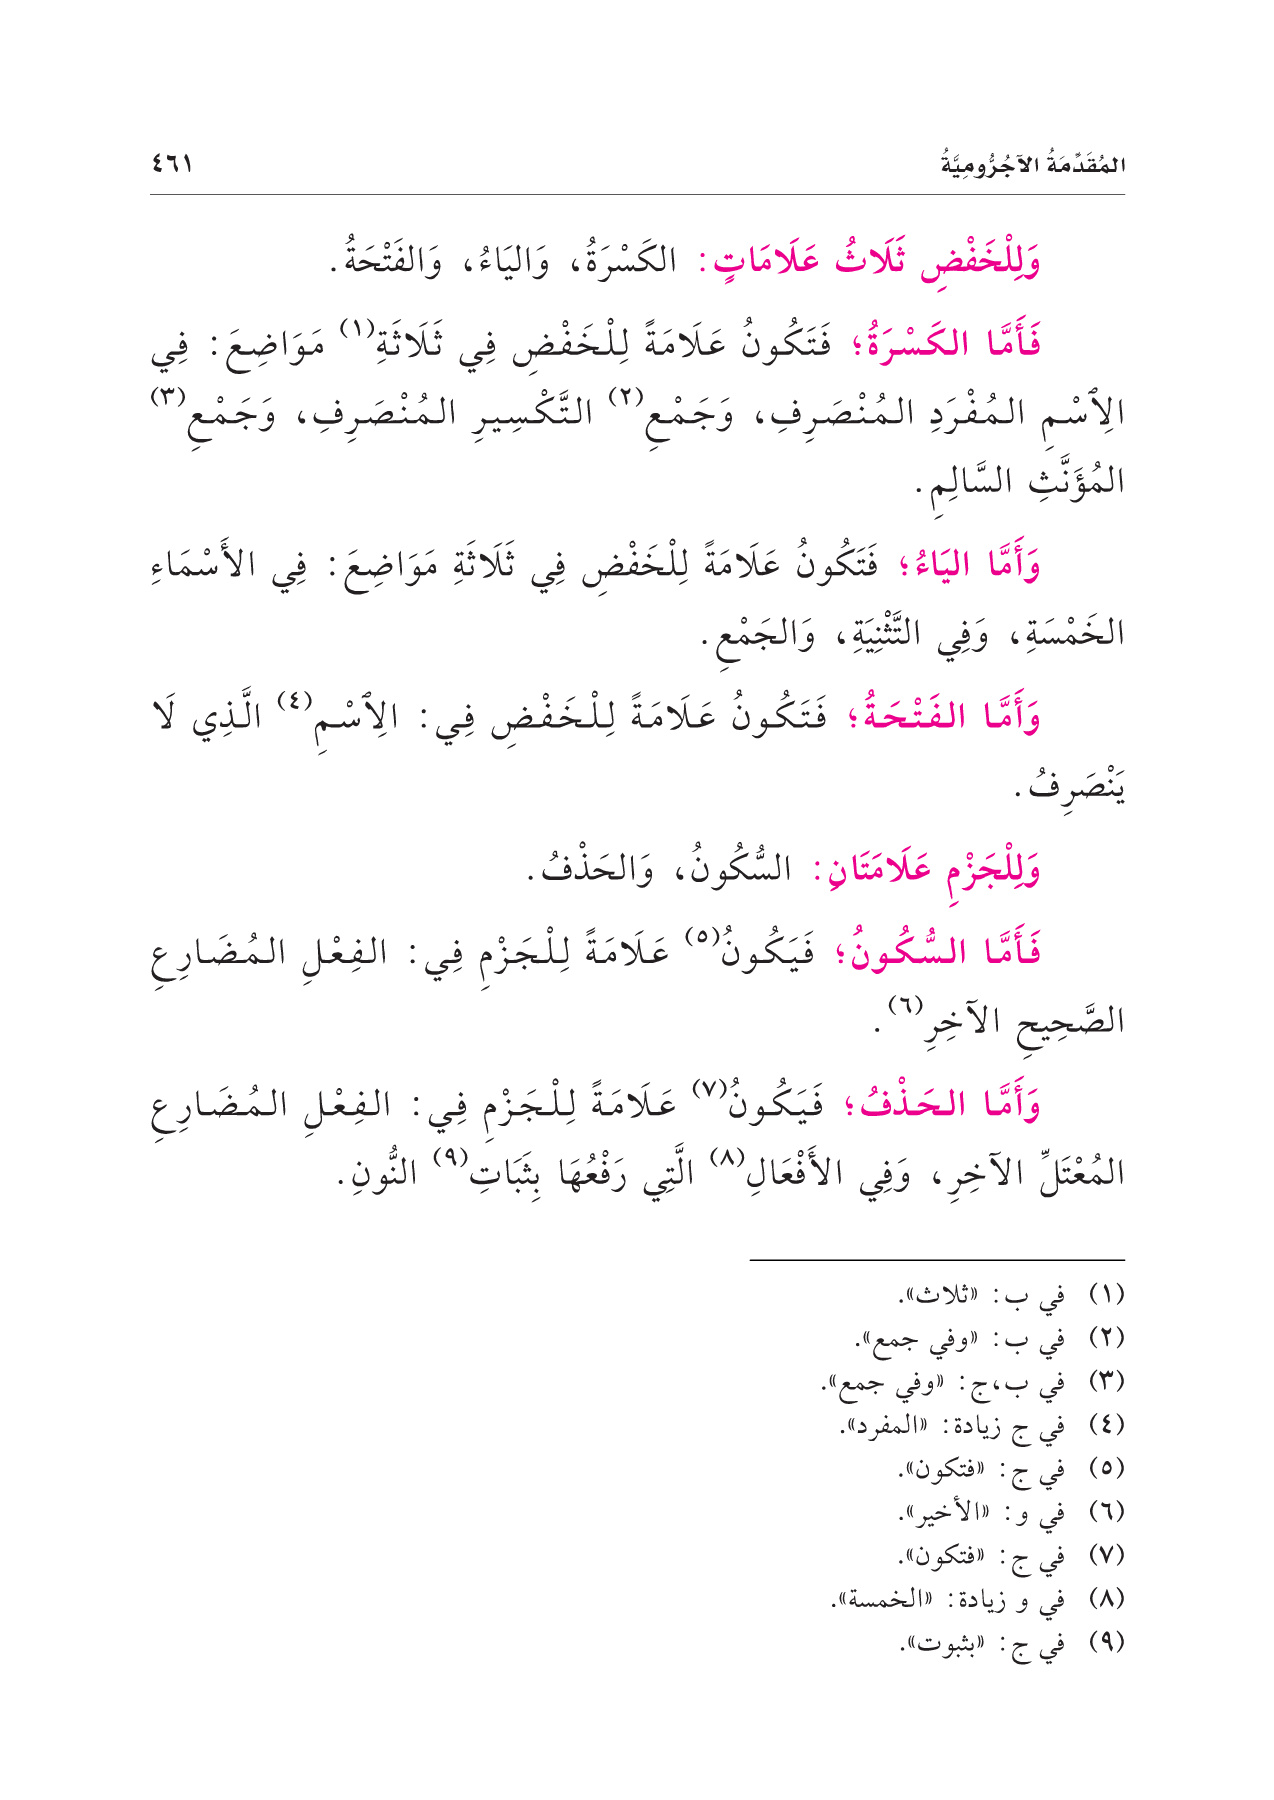 المُقَدِّمَةُ الآجُرُّومِيَّةُ ٤٦١
وَلِلْخَفْضِ ثَلَاثُ عَلَامَاتٍ: الكَسْرَةُ، وَاليَاءُ، وَالفَتْحَةُ.
فَأَمَّا الكَسْرَةُ؛ فَتَكُونُ عَلَامَةً لِلْخَفْضِ فِي ثَلَاثَةِ(١) مَوَاضِعَ: فِي
الِٱسْمِ المُفْرَدِ المُنْصَرِفِ، وَجَمْعِ(٢) التَّكْسِيرِ المُنْصَرِفِ، وَجَمْعِ(٣)
المُؤَنَّثِ السَّالِمِ.
وَأَمَّا اليَاءُ؛ فَتَكُونُ عَلَامَةً لِلْخَفْضِ فِي ثَلَاثَةِ مَوَاضِعَ: فِي الأَسْمَاءِ
الخَمْسَةِ، وَفِي التَّثْنِيَةِ، وَالجَمْعِ.
وَأَمَّا الفَتْحَةُ؛ فَتَكُونُ عَلَامَةً لِلْخَفْضِ فِي: الِٱسْمِ(٤) الَّذِي لَا
يَنْصَرِفُ.
وَلِلْجَزْمِ عَلَامَتَانِ: السُّكُونُ، وَالحَذْفُ.
فَأَمَّا السُّكُونُ؛ فَيَكُونُ(٥) عَلَامَةً لِلْجَزْمِ فِي: الفِعْلِ المُضَارِعِ
الصَّحِيحِ الآخِرِ(٦).
وَأَمَّا الحَذْفُ؛ فَيَكُونُ(٧) عَلَامَةً لِلْجَزْمِ فِي: الفِعْلِ المُضَارِعِ
المُعْتَلِّ الآخِرِ، وَفِي الأَفْعَالِ(٨) الَّتِي رَفْعُهَا بِثَبَاتِ(٩) النُّونِ.
(١) في ب: «ثلاث».
(٢) في ب: «وفي جمع».
(٣) في ب،ج: «وفي جمع».
(٤) في ج زيادة: «المفرد».
(٥) في ج: «فتكون».
(٦) في و: «الأخير».
(٧) في ج: «فتكون».
(٨) في و زيادة: «الخمسة».
(٩) في ج: «بثبوت».